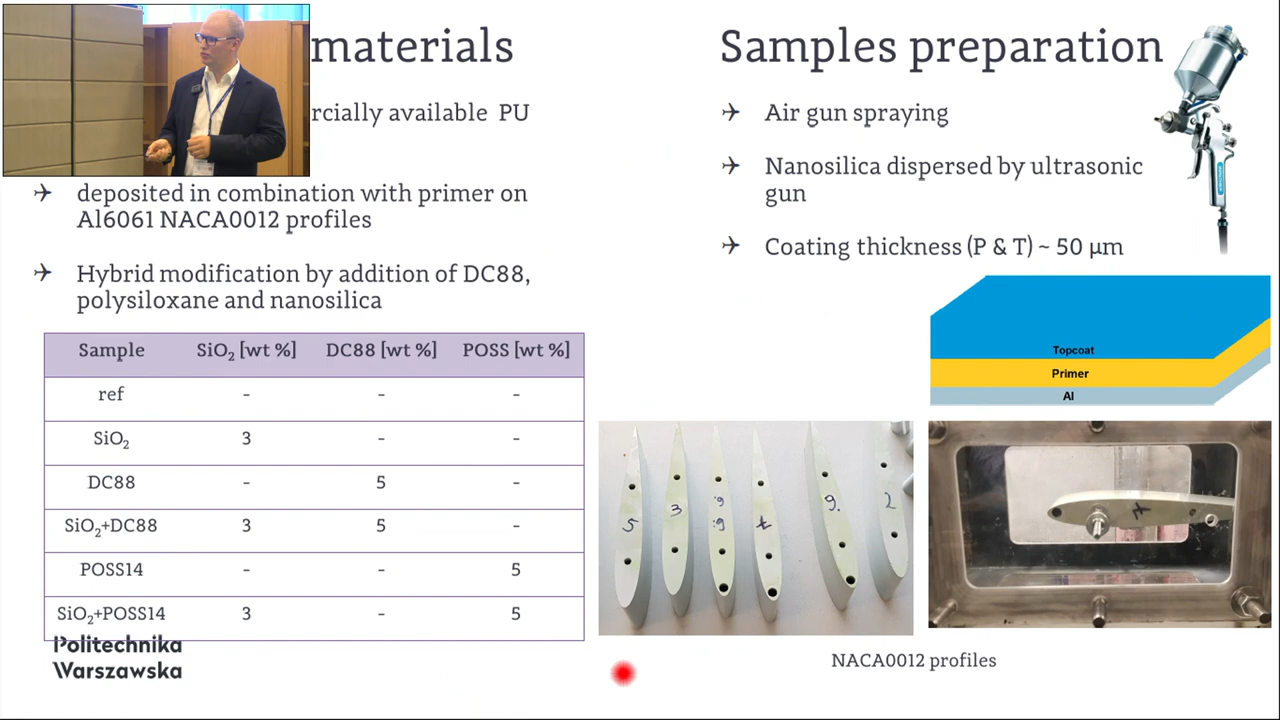 materials
rcially available PU
deposited in combination with primer on
Al6061 NACA0012 profiles
Hybrid modification by addition of DC88,
polysiloxane and nanosilica
Sample SiO₂ [wt %] DC88 [wt %] POSS [wt %]
ref - - -
SiO₂ 3 - -
DC88 - 5 -
SiO₂+DC88 3 5 -
POSS14 - - 5
SiO₂+POSS14 3 - 5
Politechnika
Warszawska
Samples preparation
Air gun spraying
Nanosilica dispersed by ultrasonic
gun
Coating thickness (P & T) ~ 50 µm
Topcoat
Primer
Al
5
3
7
NACA0012 profiles